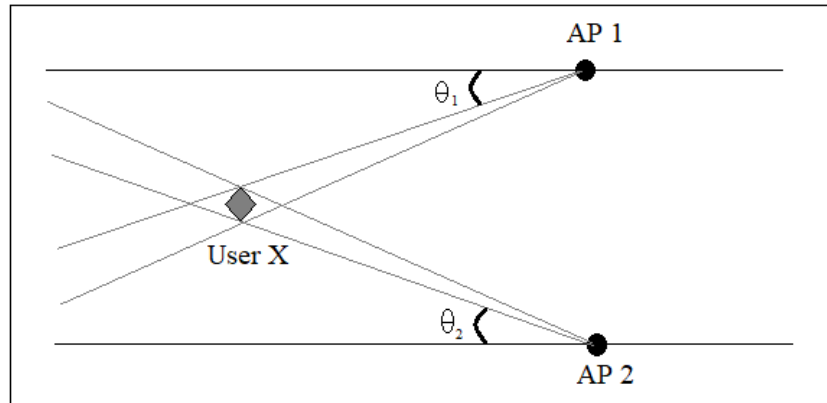 AP 1
θ₁
User X
θ₂
AP 2